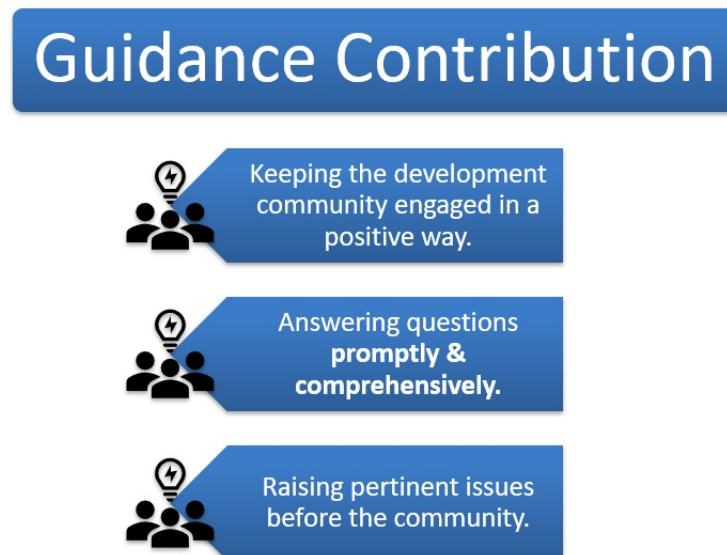 Guidance Contribution
Keeping the development
community engaged in a
positive way.
Answering questions
promptly &
comprehensively.
Raising pertinent issues
before the community.